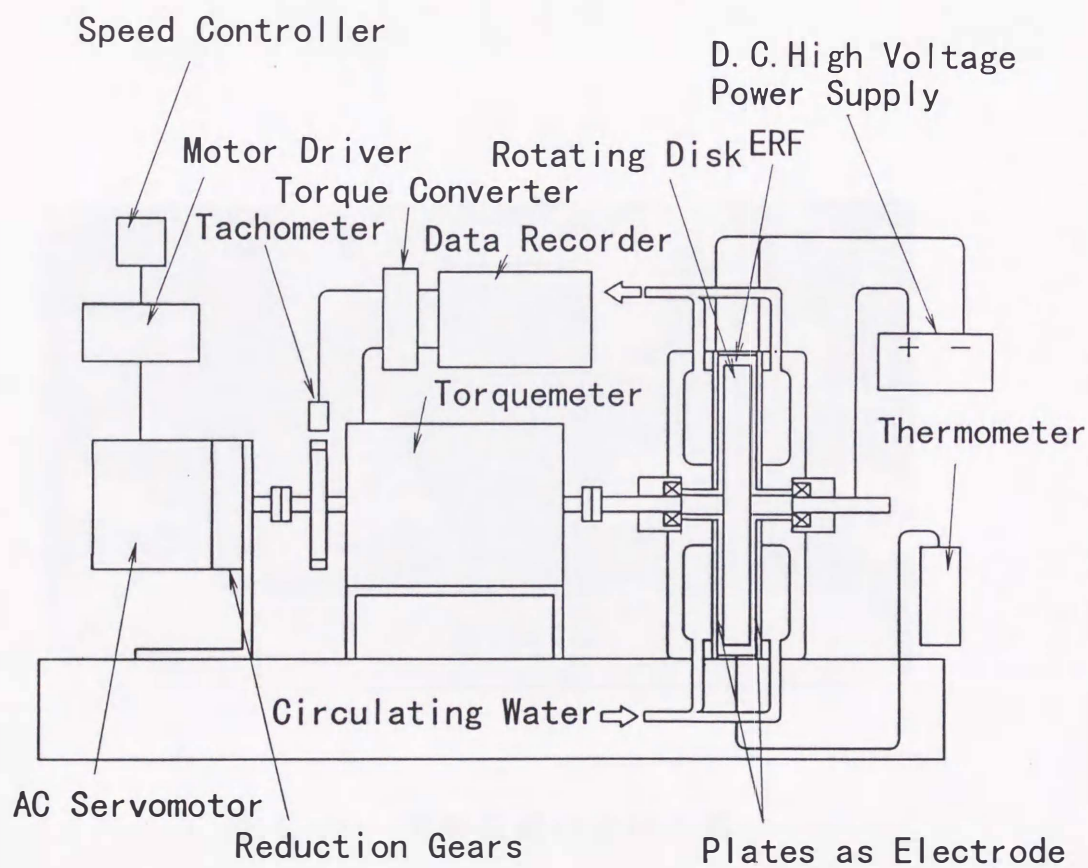 Speed Controller
D.C.High Voltage
Power Supply
Motor Driver
Rotating Disk
ERF
Torque Converter
Tachometer
Data Recorder
+ −
Torquemeter
Thermometer
Circulating Water
AC Servomotor
Reduction Gears
Plates as Electrode